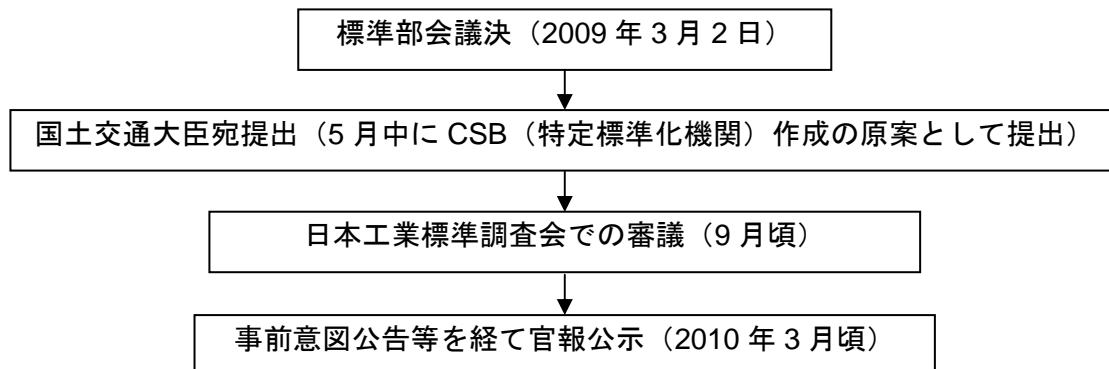 標準部会議決（2009 年 3 月 2 日）
国土交通大臣宛提出（5 月中に CSB（特定標準化機関）作成の原案として提出）
日本工業標準調査会での審議（9 月頃）
事前意図公告等を経て官報公示（2010 年 3 月頃）